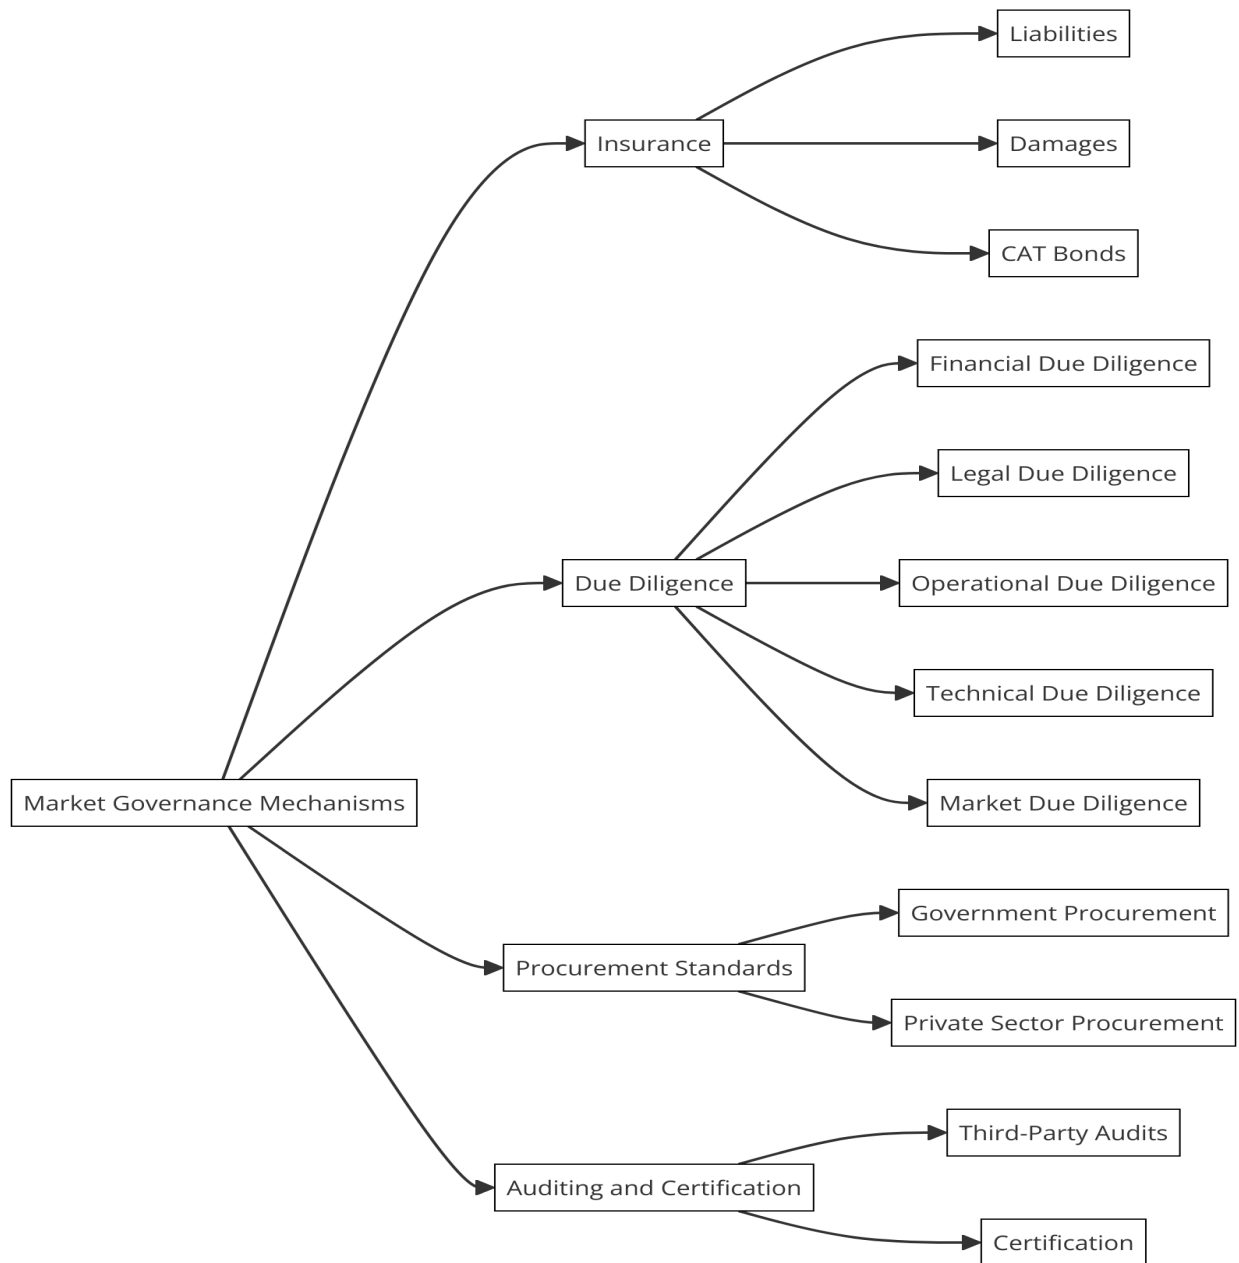 Liabilities
Insurance
Damages
CAT Bonds
Financial Due Diligence
Legal Due Diligence
Due Diligence
Operational Due Diligence
Technical Due Diligence
Market Governance Mechanisms
Market Due Diligence
Government Procurement
Procurement Standards
Private Sector Procurement
Third-Party Audits
Auditing and Certification
Certification